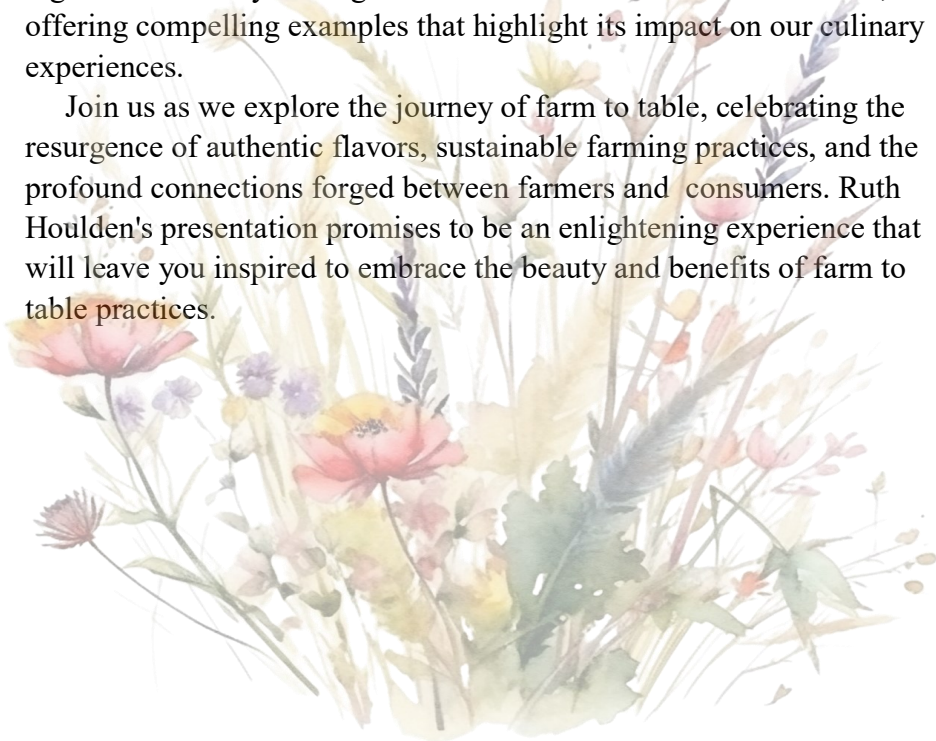 offering compelling examples that highlight its impact on our culinary
experiences.
Join us as we explore the journey of farm to table, celebrating the
resurgence of authentic flavors, sustainable farming practices, and the
profound connections forged between farmers and consumers. Ruth
Houlden's presentation promises to be an enlightening experience that
will leave you inspired to embrace the beauty and benefits of farm to
table practices.